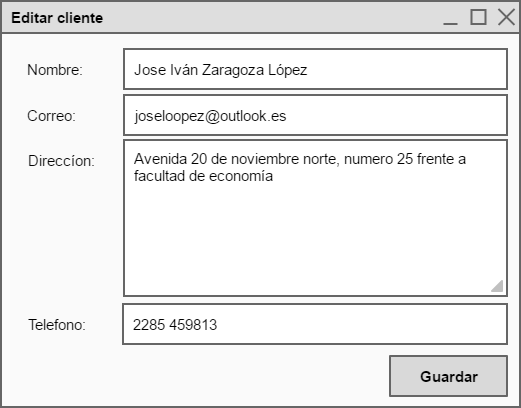 Editar cliente
Nombre: Jose Iván Zaragoza López
Correo: joseloopez@outlook.es
Direccíon: Avenida 20 de noviembre norte, numero 25 frente a
facultad de economía
Telefono: 2285 459813
Guardar